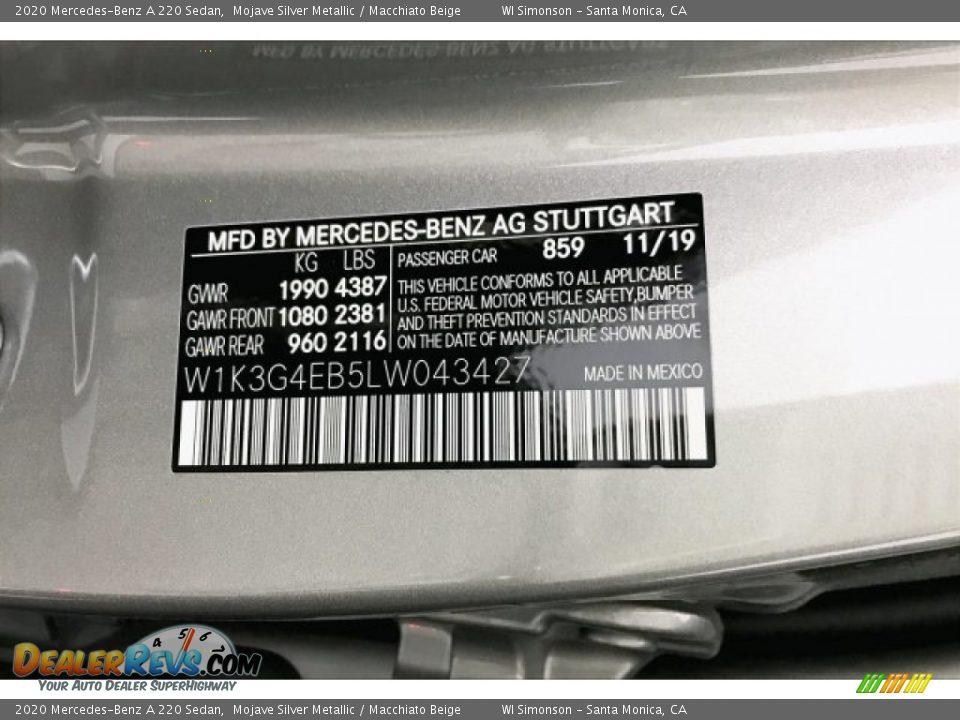 2020 Mercedes-Benz A 220 Sedan, Mojave Silver Metallic / Macchiato Beige WI Simonson - Santa Monica, CA
MFD BY MERCEDES-BENZ AG STUTTGART
KG LBS
GVWR 1990 4387
GAWR FRONT 1080 2381
GAWR REAR 960 2116
PASSENGER CAR 859 11/19
THIS VEHICLE CONFORMS TO ALL APPLICABLE
U.S. FEDERAL MOTOR VEHICLE SAFETY,BUMPER
AND THEFT PREVENTION STANDARDS IN EFFECT
ON THE DATE OF MANUFACTURE SHOWN ABOVE
W1K3G4EB5LW043427 MADE IN MEXICO
4 5 6
DEALERREVS.COM
YOUR AUTO DEALER SUPERHIGHWAY
2020 Mercedes-Benz A 220 Sedan, Mojave Silver Metallic / Macchiato Beige WI Simonson - Santa Monica, CA